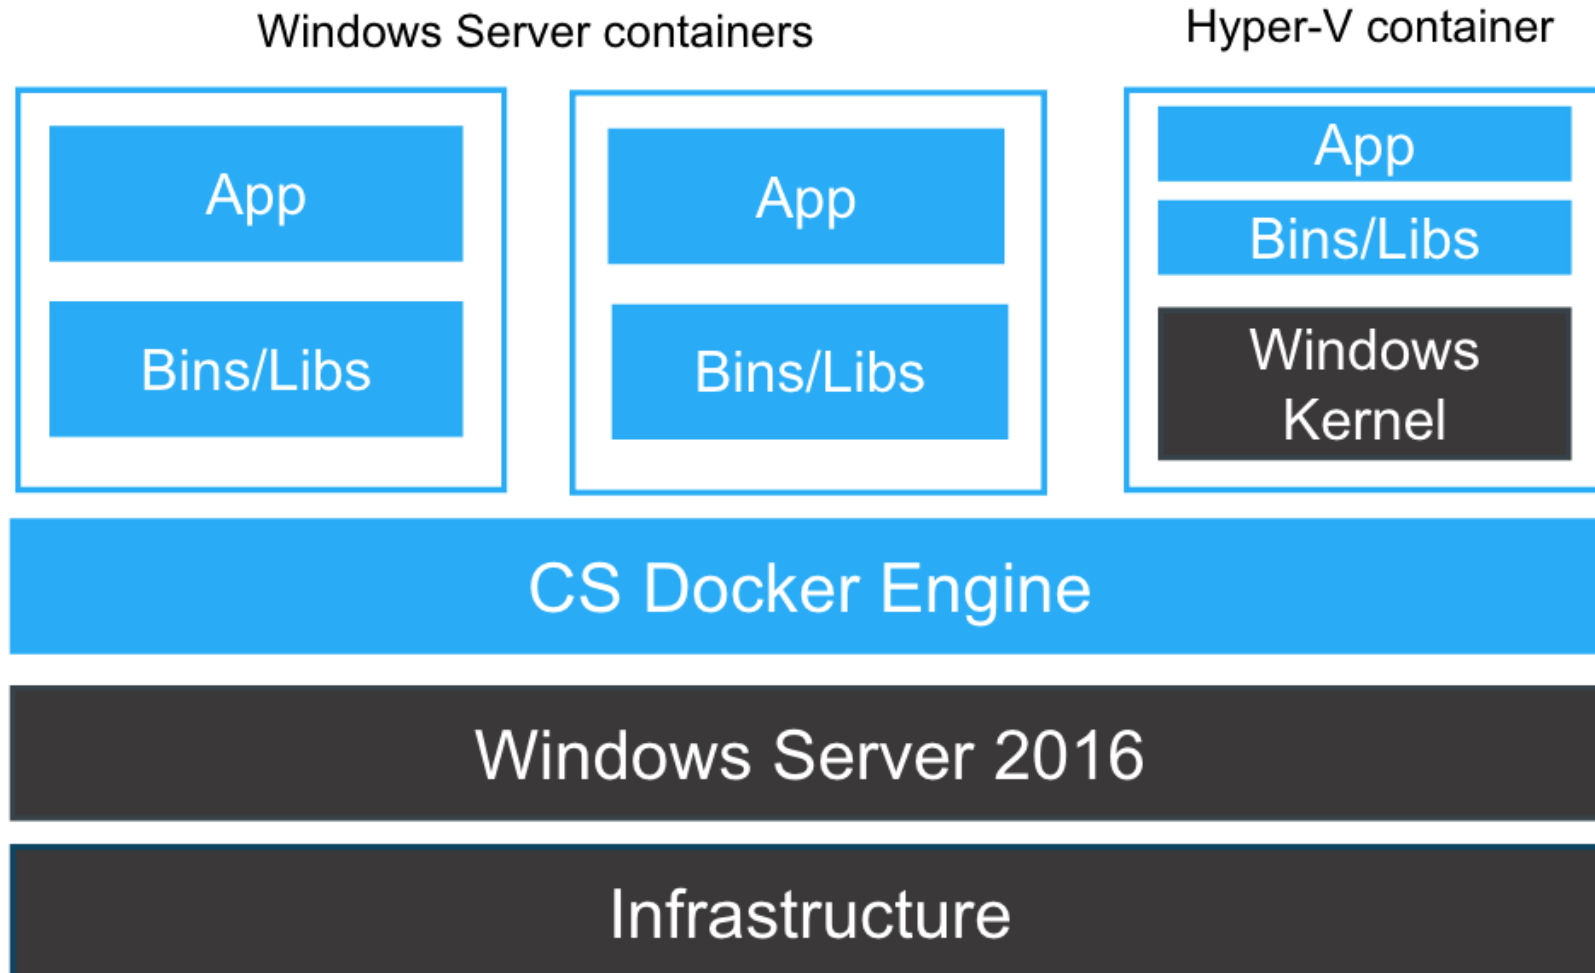 Windows Server containers
Hyper-V container
App
Bins/Libs
App
Bins/Libs
App
Bins/Libs
Windows
Kernel
CS Docker Engine
Windows Server 2016
Infrastructure